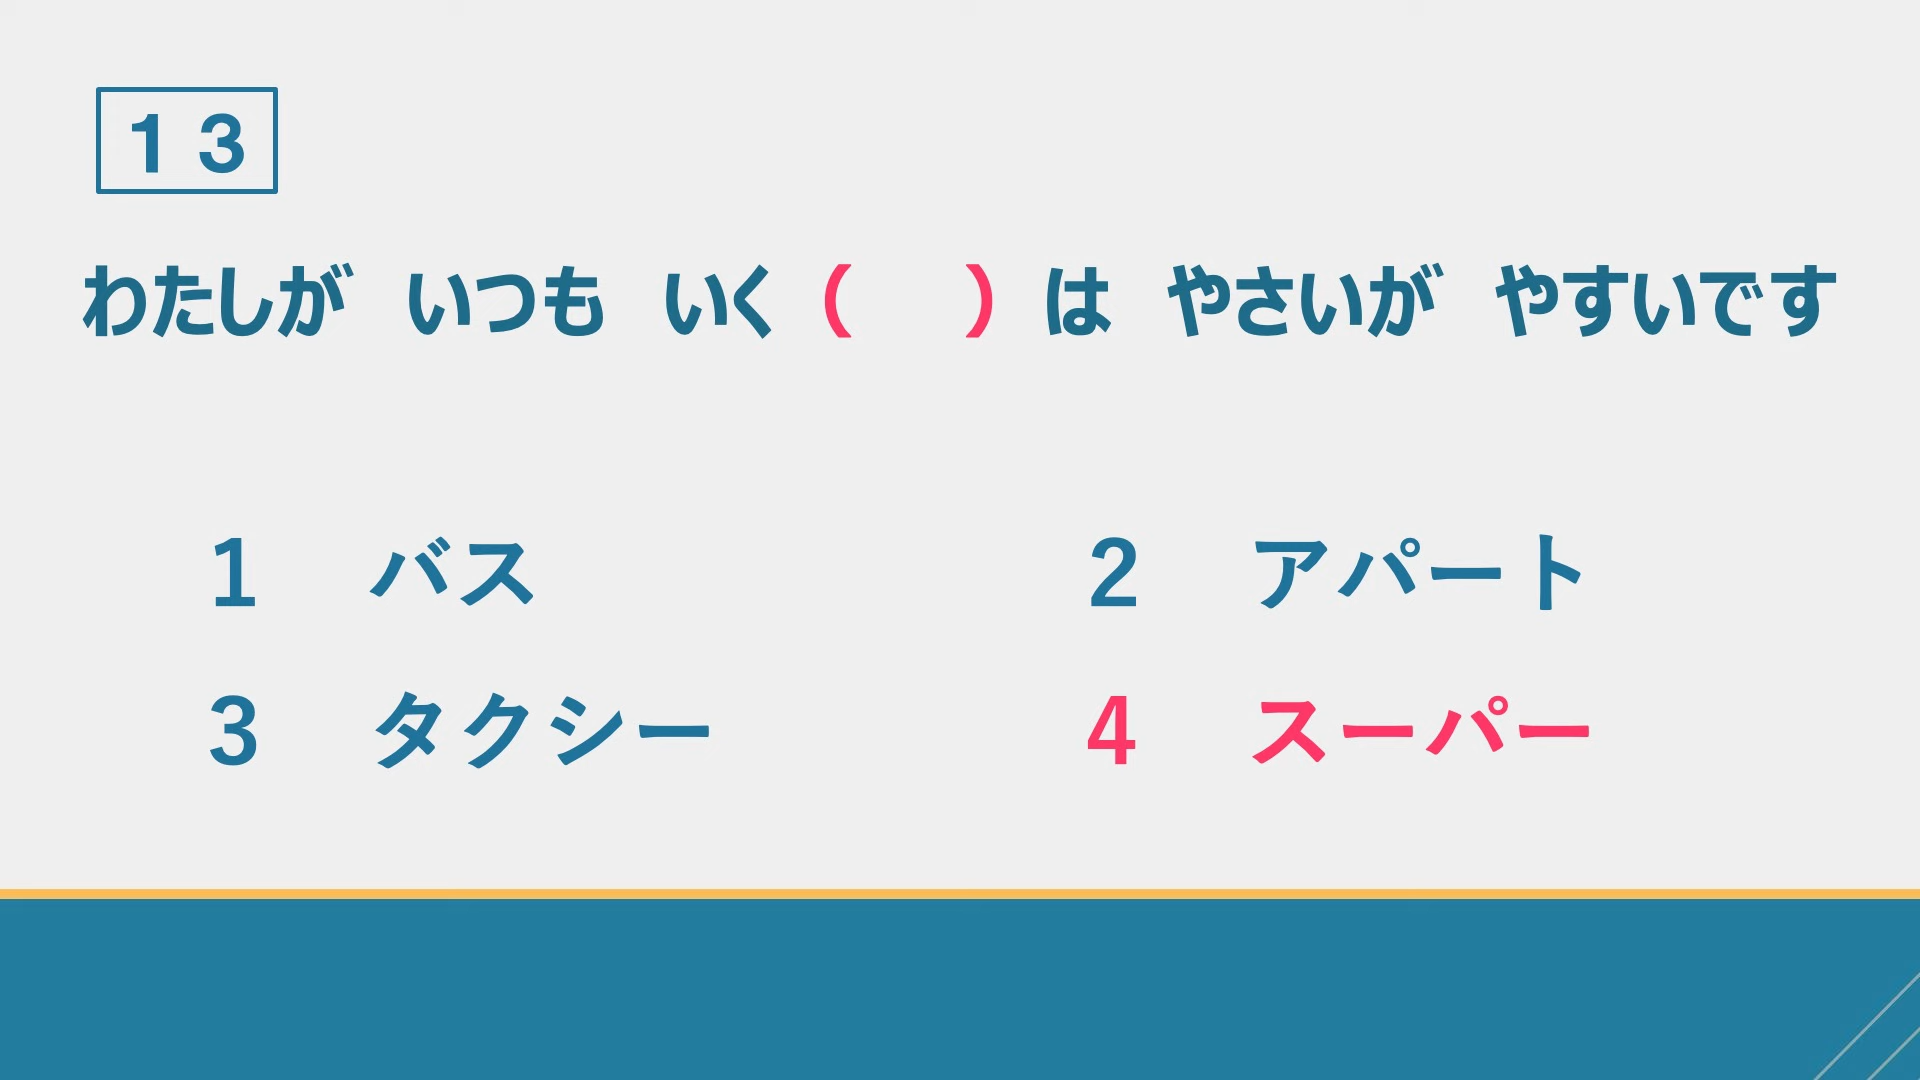 １３
わたしが　いつも　いく（　　）は　やさいが　やすいです
1　バス　2　アパート
3　タクシー　4　スーパー